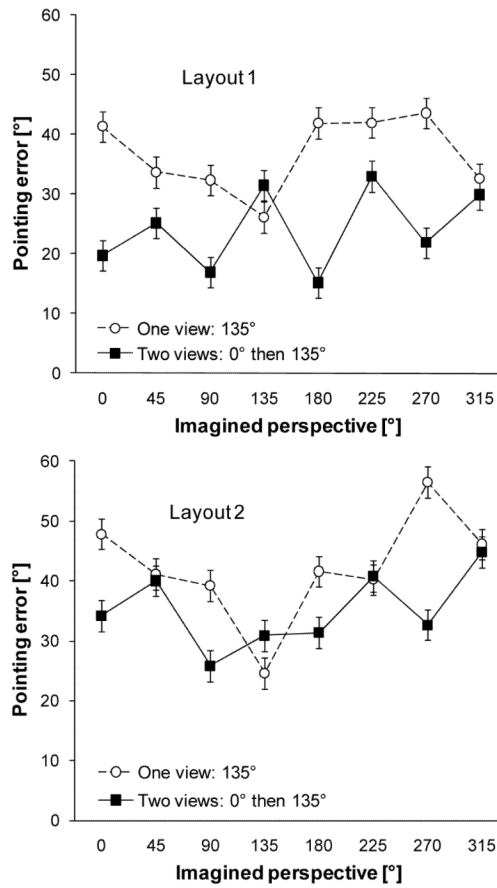 60
50
Layout 1
40
30
20
10
0
Pointing error [°]
One view: 135°
Two views: 0° then 135°
0 45 90 135 180 225 270 315
Imagined perspective [°]
60
50
Layout 2
40
30
20
10
0
Pointing error [°]
One view: 135°
Two views: 0° then 135°
0 45 90 135 180 225 270 315
Imagined perspective [°]